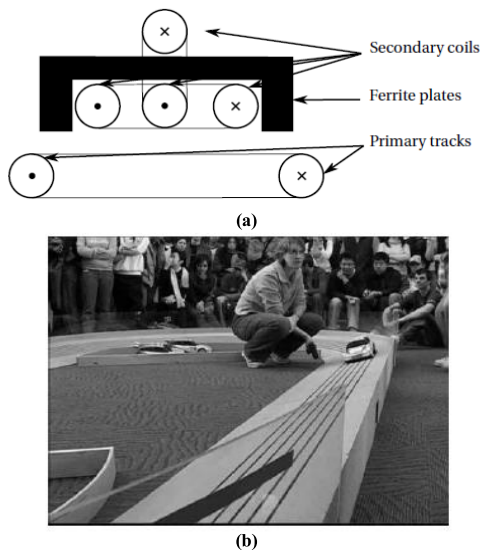 Secondary coils
Ferrite plates
Primary tracks
(a)
(b)